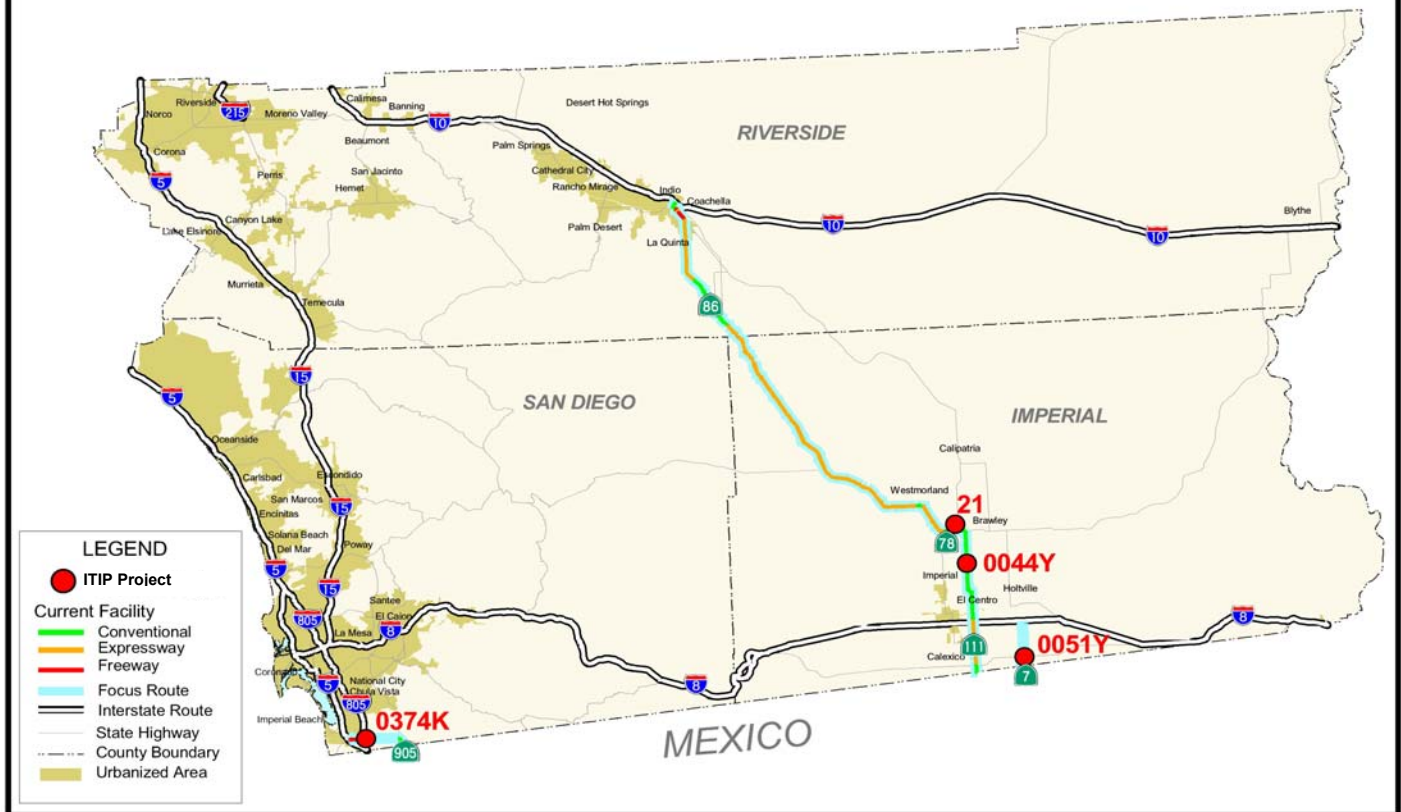 Calimesa
Riverside
215
Moreno Valley
Banning
Desert Hot Springs
Norco
10
RIVERSIDE
Beaumont
Palm Springs
Corona
San Jacinto
Cathedral City
Perris
Hemet
Rancho Mirage
Indio
5
Coachella
Canyon Lake
Palm Desert
10
10
Blythe
Lake Elsinore
La Quinta
Murrieta
Temecula
86
15
5
SAN DIEGO
IMPERIAL
Oceanside
Calipatria
Carlsbad
Escondido
Westmorland
San Marcos
15
21
Encinitas
Brawley
Solana Beach
Del Mar
Poway
78
5
0044Y
15
Imperial
Holtville
Santee
El Centro
805
El Cajon
8
La Mesa
8
111
0051Y
Calexico
Coronado
7
5
National City
8
Chula Vista
805
Imperial Beach
0374K
905
MEXICO
LEGEND
ITIP Project
Current Facility
Conventional
Expressway
Freeway
Focus Route
Interstate Route
State Highway
County Boundary
Urbanized Area